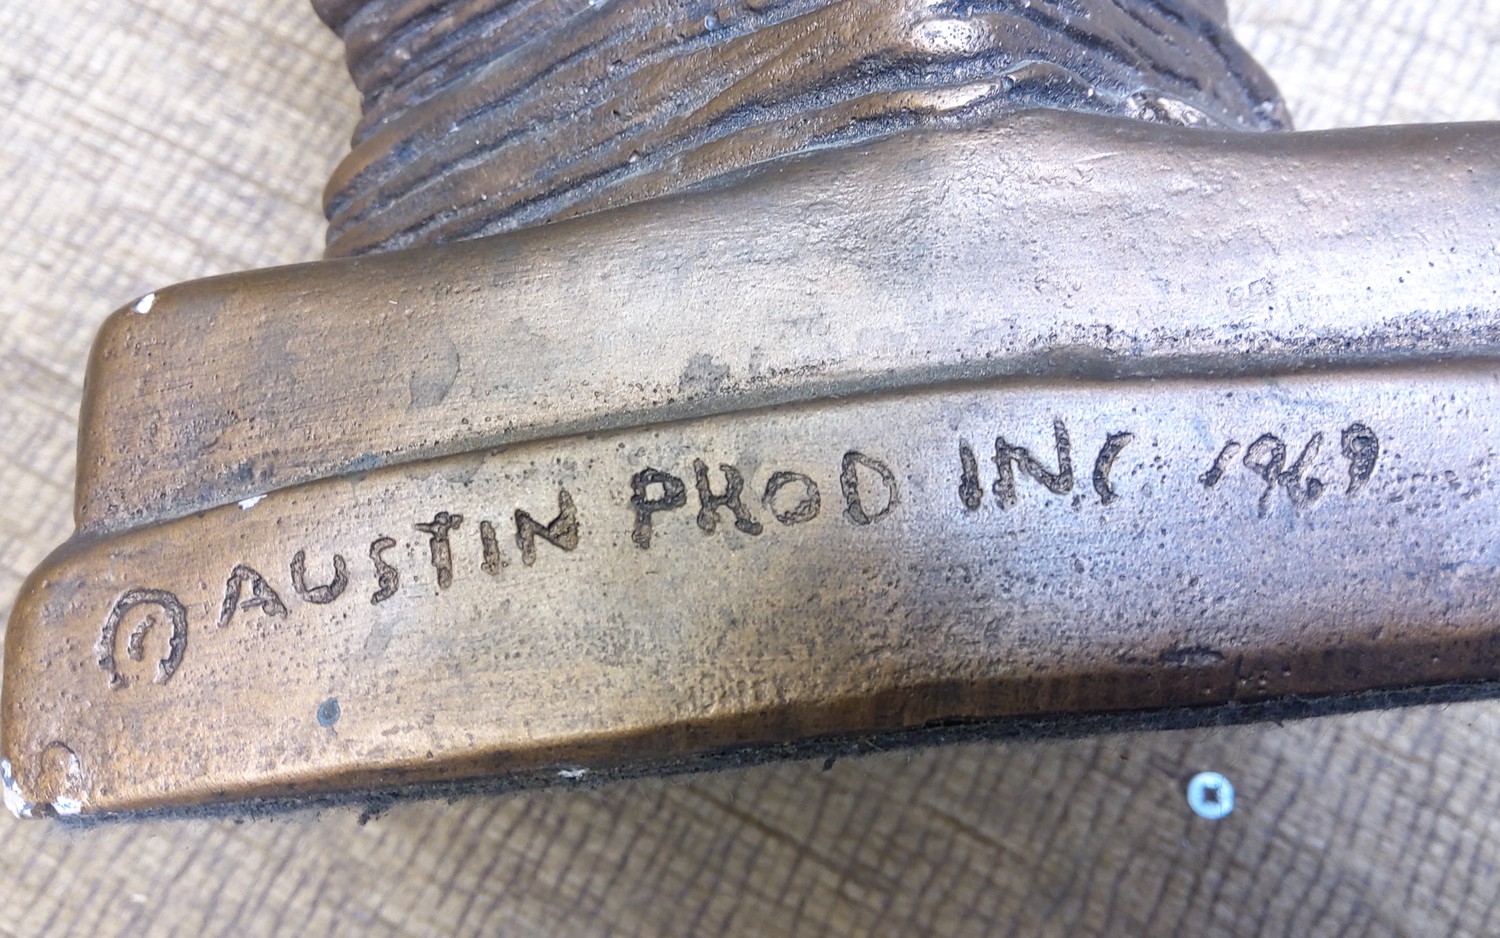 © AUSTIN PROD INC 1969